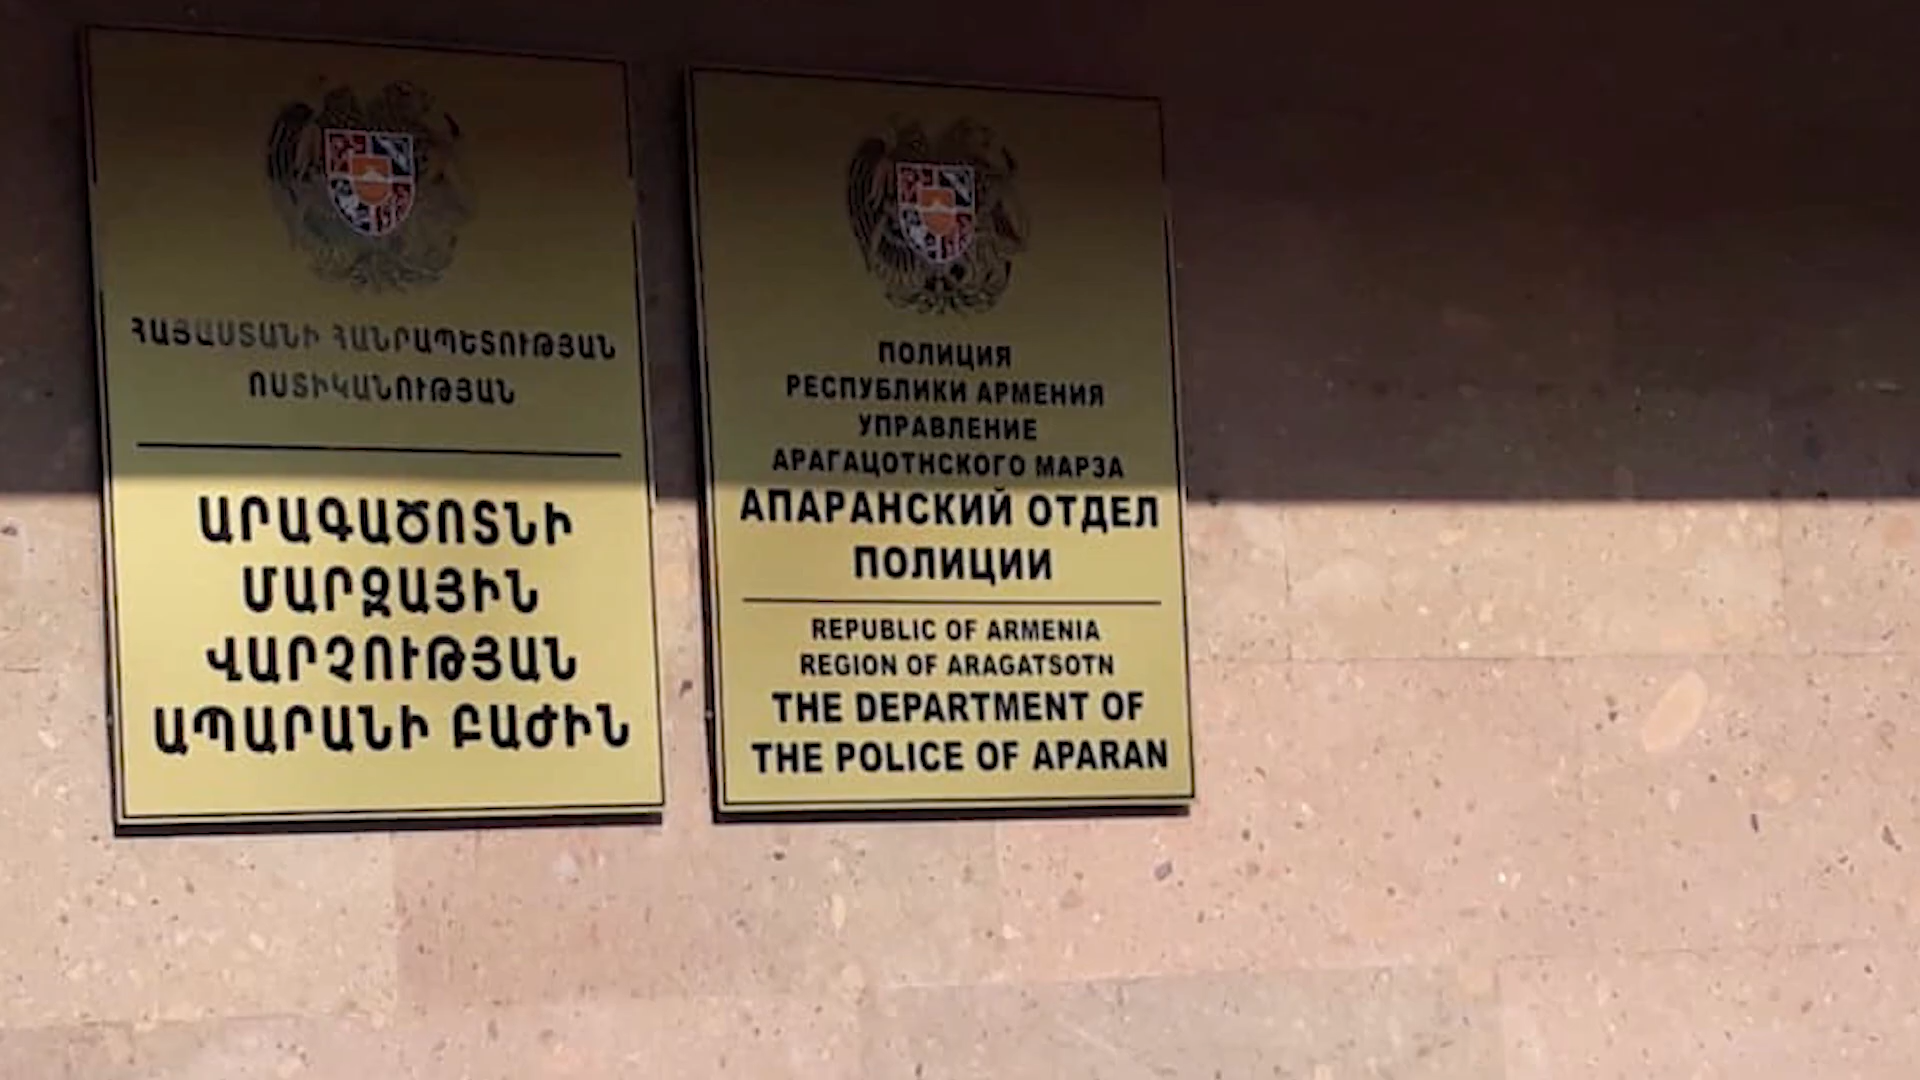 ՀԱՅԱՍՏԱՆԻ ՀԱՆՐԱՊԵՏՈՒԹՅԱՆ
ՈՍՏԻԿԱՆՈՒԹՅԱՆ
ԱՐԱԳԱԾՈՏՆԻ
ՄԱՐԶԱՅԻՆ
ՎԱՐՉՈՒԹՅԱՆ
ԱՊԱՐԱՆԻ ԲԱԺԻՆ
ПОЛИЦИЯ
РЕСПУБЛИКИ АРМЕНИЯ
УПРАВЛЕНИЕ
АРАГАЦОТНСКОГО МАРЗА
АПАРАНСКИЙ ОТДЕЛ
ПОЛИЦИИ
REPUBLIC OF ARMENIA
REGION OF ARAGATSOTN
THE DEPARTMENT OF
THE POLICE OF APARAN